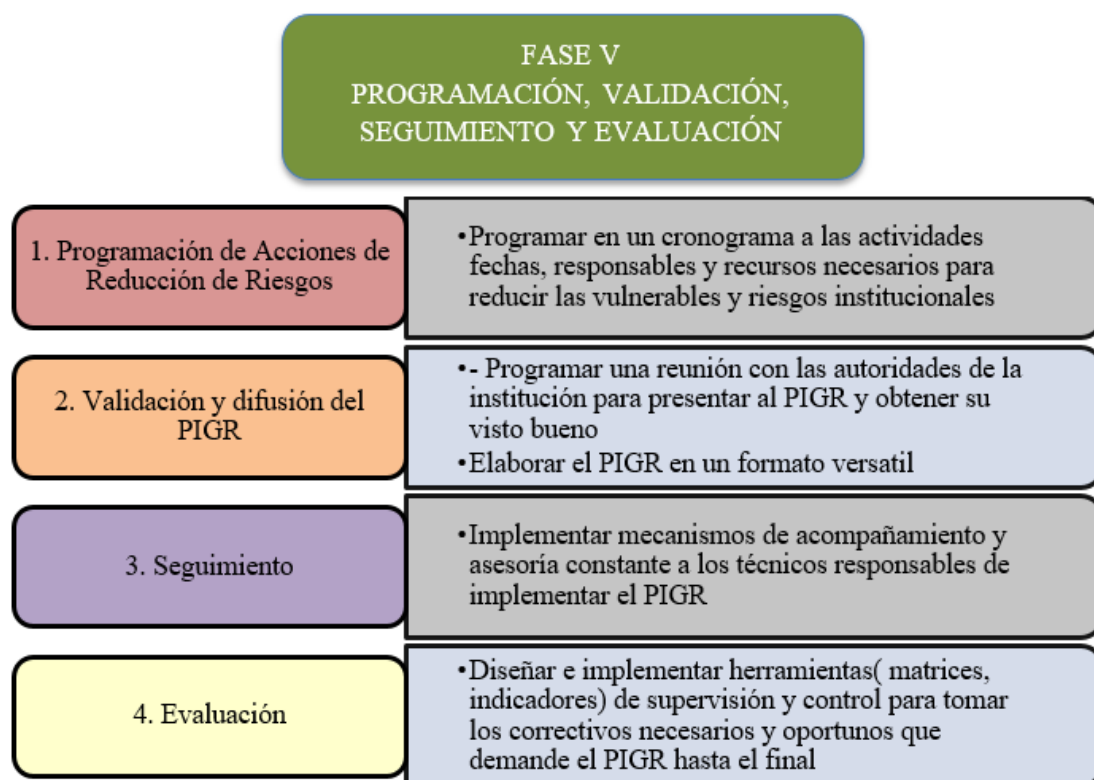 FASE V
PROGRAMACIÓN, VALIDACIÓN,
SEGUIMIENTO Y EVALUACIÓN
1. Programación de Acciones de
Reducción de Riesgos
•Programar en un cronograma a las actividades
fechas, responsables y recursos necesarios para
reducir las vulnerables y riesgos institucionales
2. Validación y difusión del
PIGR
•- Programar una reunión con las autoridades de la
institución para presentar al PIGR y obtener su
visto bueno
•Elaborar el PIGR en un formato versatil
3. Seguimiento
•Implementar mecanismos de acompañamiento y
asesoría constante a los técnicos responsables de
implementar el PIGR
4. Evaluación
•Diseñar e implementar herramientas( matrices,
indicadores) de supervisión y control para tomar
los correctivos necesarios y oportunos que
demande el PIGR hasta el final